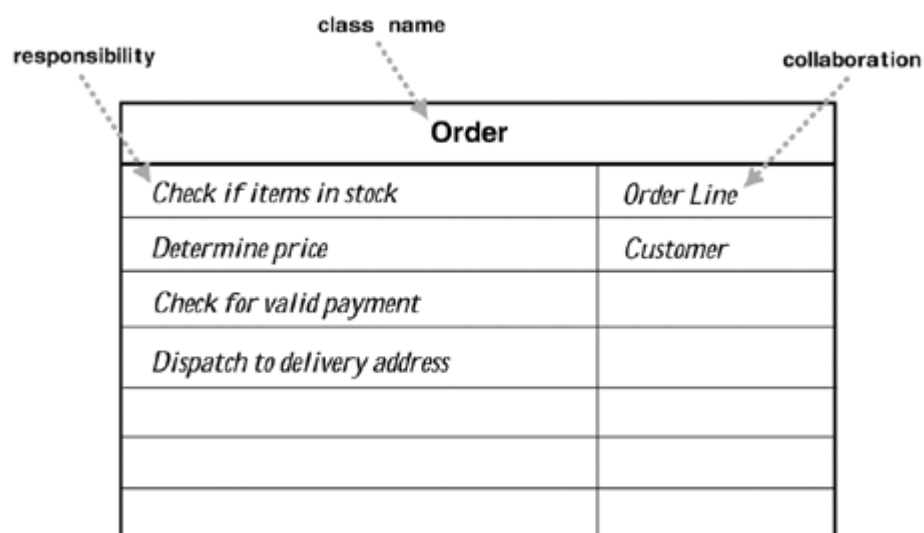 class name
responsibility
collaboration
Order
Check if items in stock
Order Line
Determine price
Customer
Check for valid payment
Dispatch to delivery address